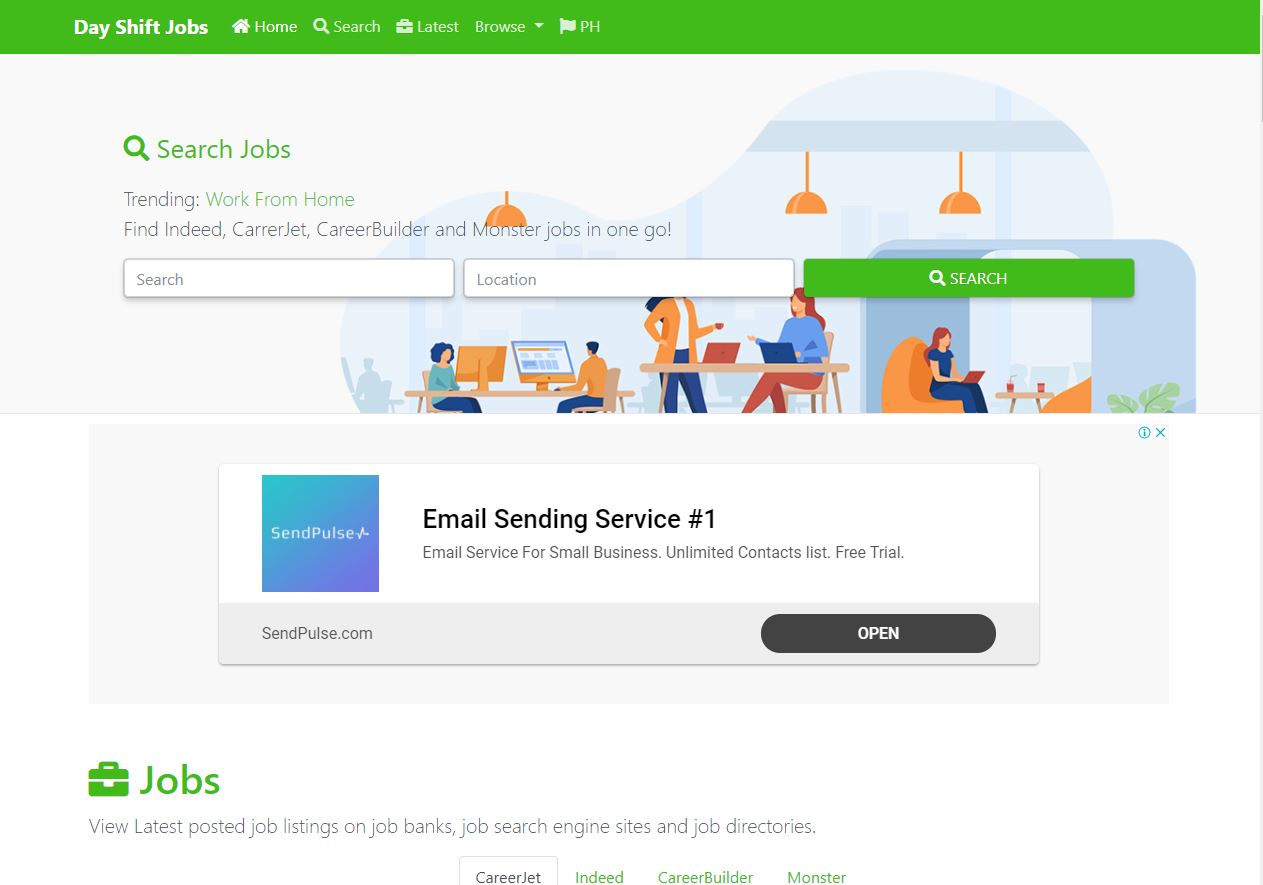 Day Shift Jobs Home Search Latest Browse PH
Search Jobs
Trending: Work From Home
Find Indeed, CarrerJet, CareerBuilder and Monster jobs in one go!
Search Location SEARCH
SendPulse
Email Sending Service #1
Email Service For Small Business. Unlimited Contacts list. Free Trial.
SendPulse.com OPEN
Jobs
View Latest posted job listings on job banks, job search engine sites and job directories.
CareerJet Indeed CareerBuilder Monster